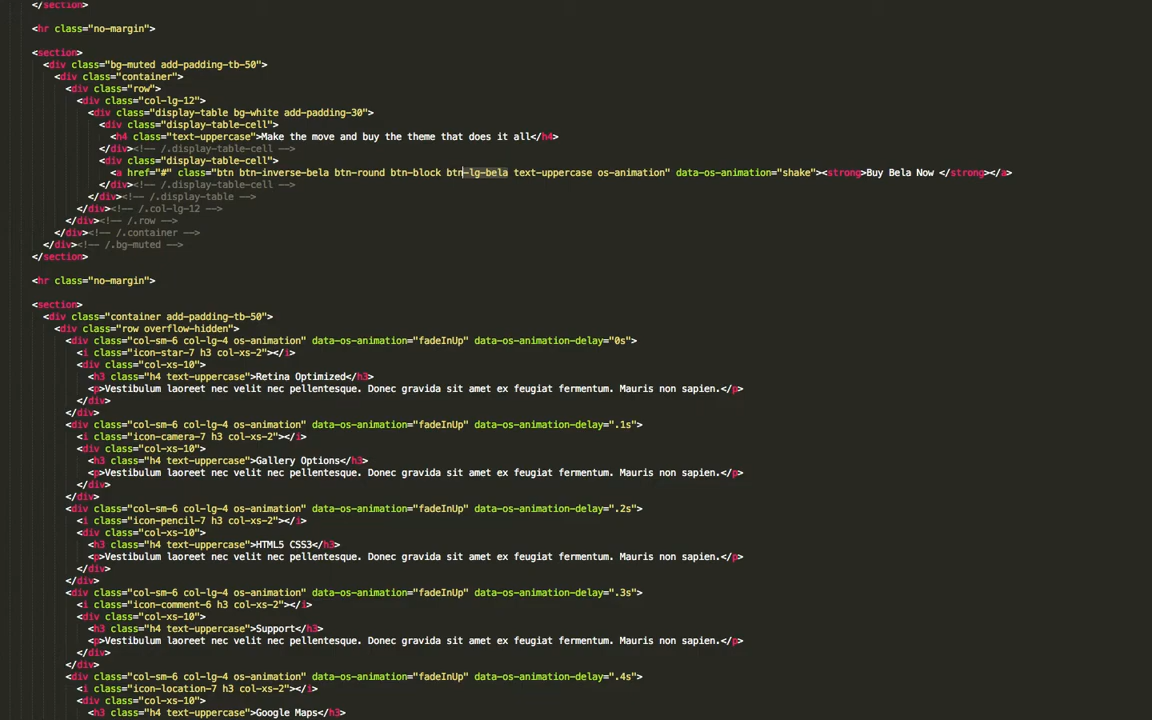 </section>
<hr class="no-margin">
<section>
<div class="bg-muted add-padding-tb-50">
<div class="container">
<div class="row">
<div class="col-lg-12">
<div class="display-table bg-white add-padding-30">
<div class="display-table-cell">
<h4 class="text-uppercase">Make the move and buy the theme that does it all</h4>
</div><!-- /.display-table-cell -->
<div class="display-table-cell">
<a href="#" class="btn btn-inverse-bela btn-round btn-block btn-lg-bela text-uppercase os-animation" data-os-animation="shake"><strong>Buy Bela Now </strong></a>
</div><!-- /.display-table-cell -->
</div><!-- /.display-table -->
</div><!-- /.col-lg-12 -->
</div><!-- /.row -->
</div><!-- /.container -->
</div><!-- /.bg-muted -->
</section>
<hr class="no-margin">
<section>
<div class="container add-padding-tb-50">
<div class="row overflow-hidden">
<div class="col-sm-6 col-lg-4 os-animation" data-os-animation="fadeInUp" data-os-animation-delay="0s">
<i class="icon-star-7 h3 col-xs-2"></i>
<div class="col-xs-10">
<h3 class="h4 text-uppercase">Retina Optimized</h3>
<p>Vestibulum laoreet nec velit nec pellentesque. Donec gravida sit amet ex feugiat fermentum. Mauris non sapien.</p>
</div>
</div>
<div class="col-sm-6 col-lg-4 os-animation" data-os-animation="fadeInUp" data-os-animation-delay=".1s">
<i class="icon-camera-7 h3 col-xs-2"></i>
<div class="col-xs-10">
<h3 class="h4 text-uppercase">Gallery Options</h3>
<p>Vestibulum laoreet nec velit nec pellentesque. Donec gravida sit amet ex feugiat fermentum. Mauris non sapien.</p>
</div>
</div>
<div class="col-sm-6 col-lg-4 os-animation" data-os-animation="fadeInUp" data-os-animation-delay=".2s">
<i class="icon-pencil-7 h3 col-xs-2"></i>
<div class="col-xs-10">
<h3 class="h4 text-uppercase">HTML5 CSS3</h3>
<p>Vestibulum laoreet nec velit nec pellentesque. Donec gravida sit amet ex feugiat fermentum. Mauris non sapien.</p>
</div>
</div>
<div class="col-sm-6 col-lg-4 os-animation" data-os-animation="fadeInUp" data-os-animation-delay=".3s">
<i class="icon-comment-6 h3 col-xs-2"></i>
<div class="col-xs-10">
<h3 class="h4 text-uppercase">Support</h3>
<p>Vestibulum laoreet nec velit nec pellentesque. Donec gravida sit amet ex feugiat fermentum. Mauris non sapien.</p>
</div>
</div>
<div class="col-sm-6 col-lg-4 os-animation" data-os-animation="fadeInUp" data-os-animation-delay=".4s">
<i class="icon-location-7 h3 col-xs-2"></i>
<div class="col-xs-10">
<h3 class="h4 text-uppercase">Google Maps</h3>